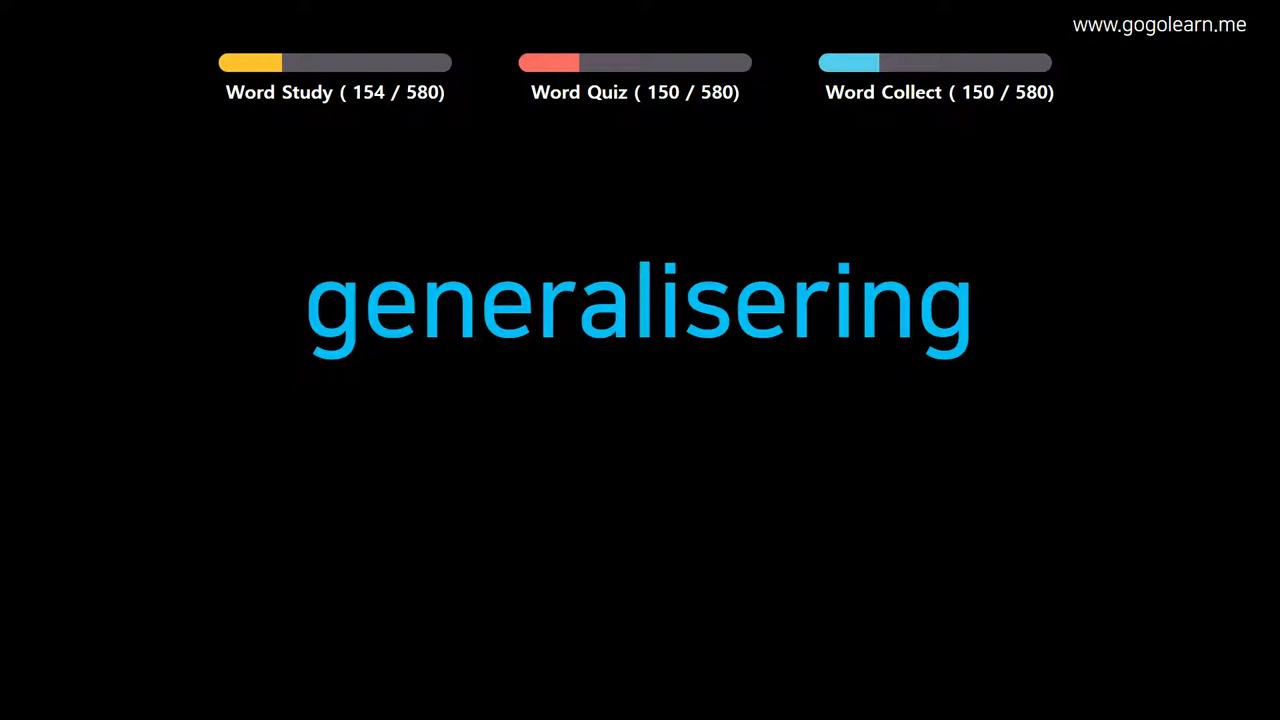 www.gogolearn.me
Word Study ( 154 / 580)
Word Quiz ( 150 / 580)
Word Collect ( 150 / 580)
generalisering